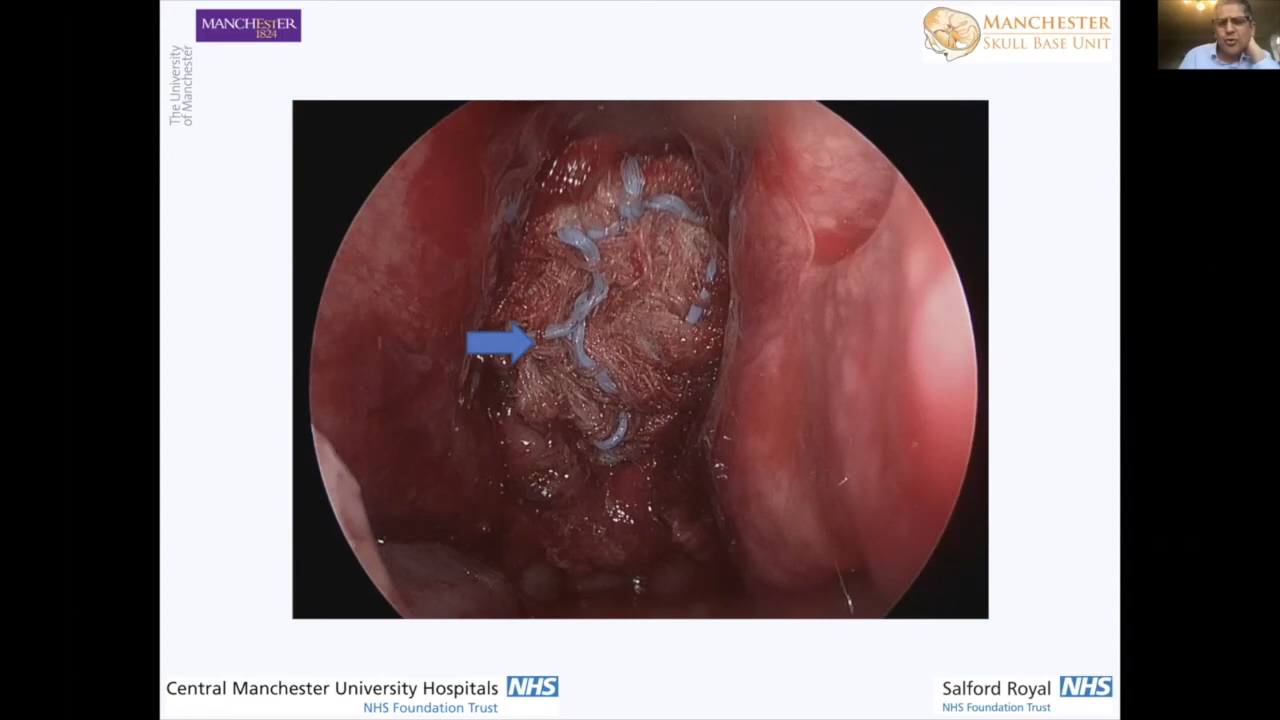 MANCHESTER
1824
The University
of Manchester
MANCHESTER
SKULL BASE UNIT
Central Manchester University Hospitals NHS
NHS Foundation Trust
Salford Royal NHS
NHS Foundation Trust